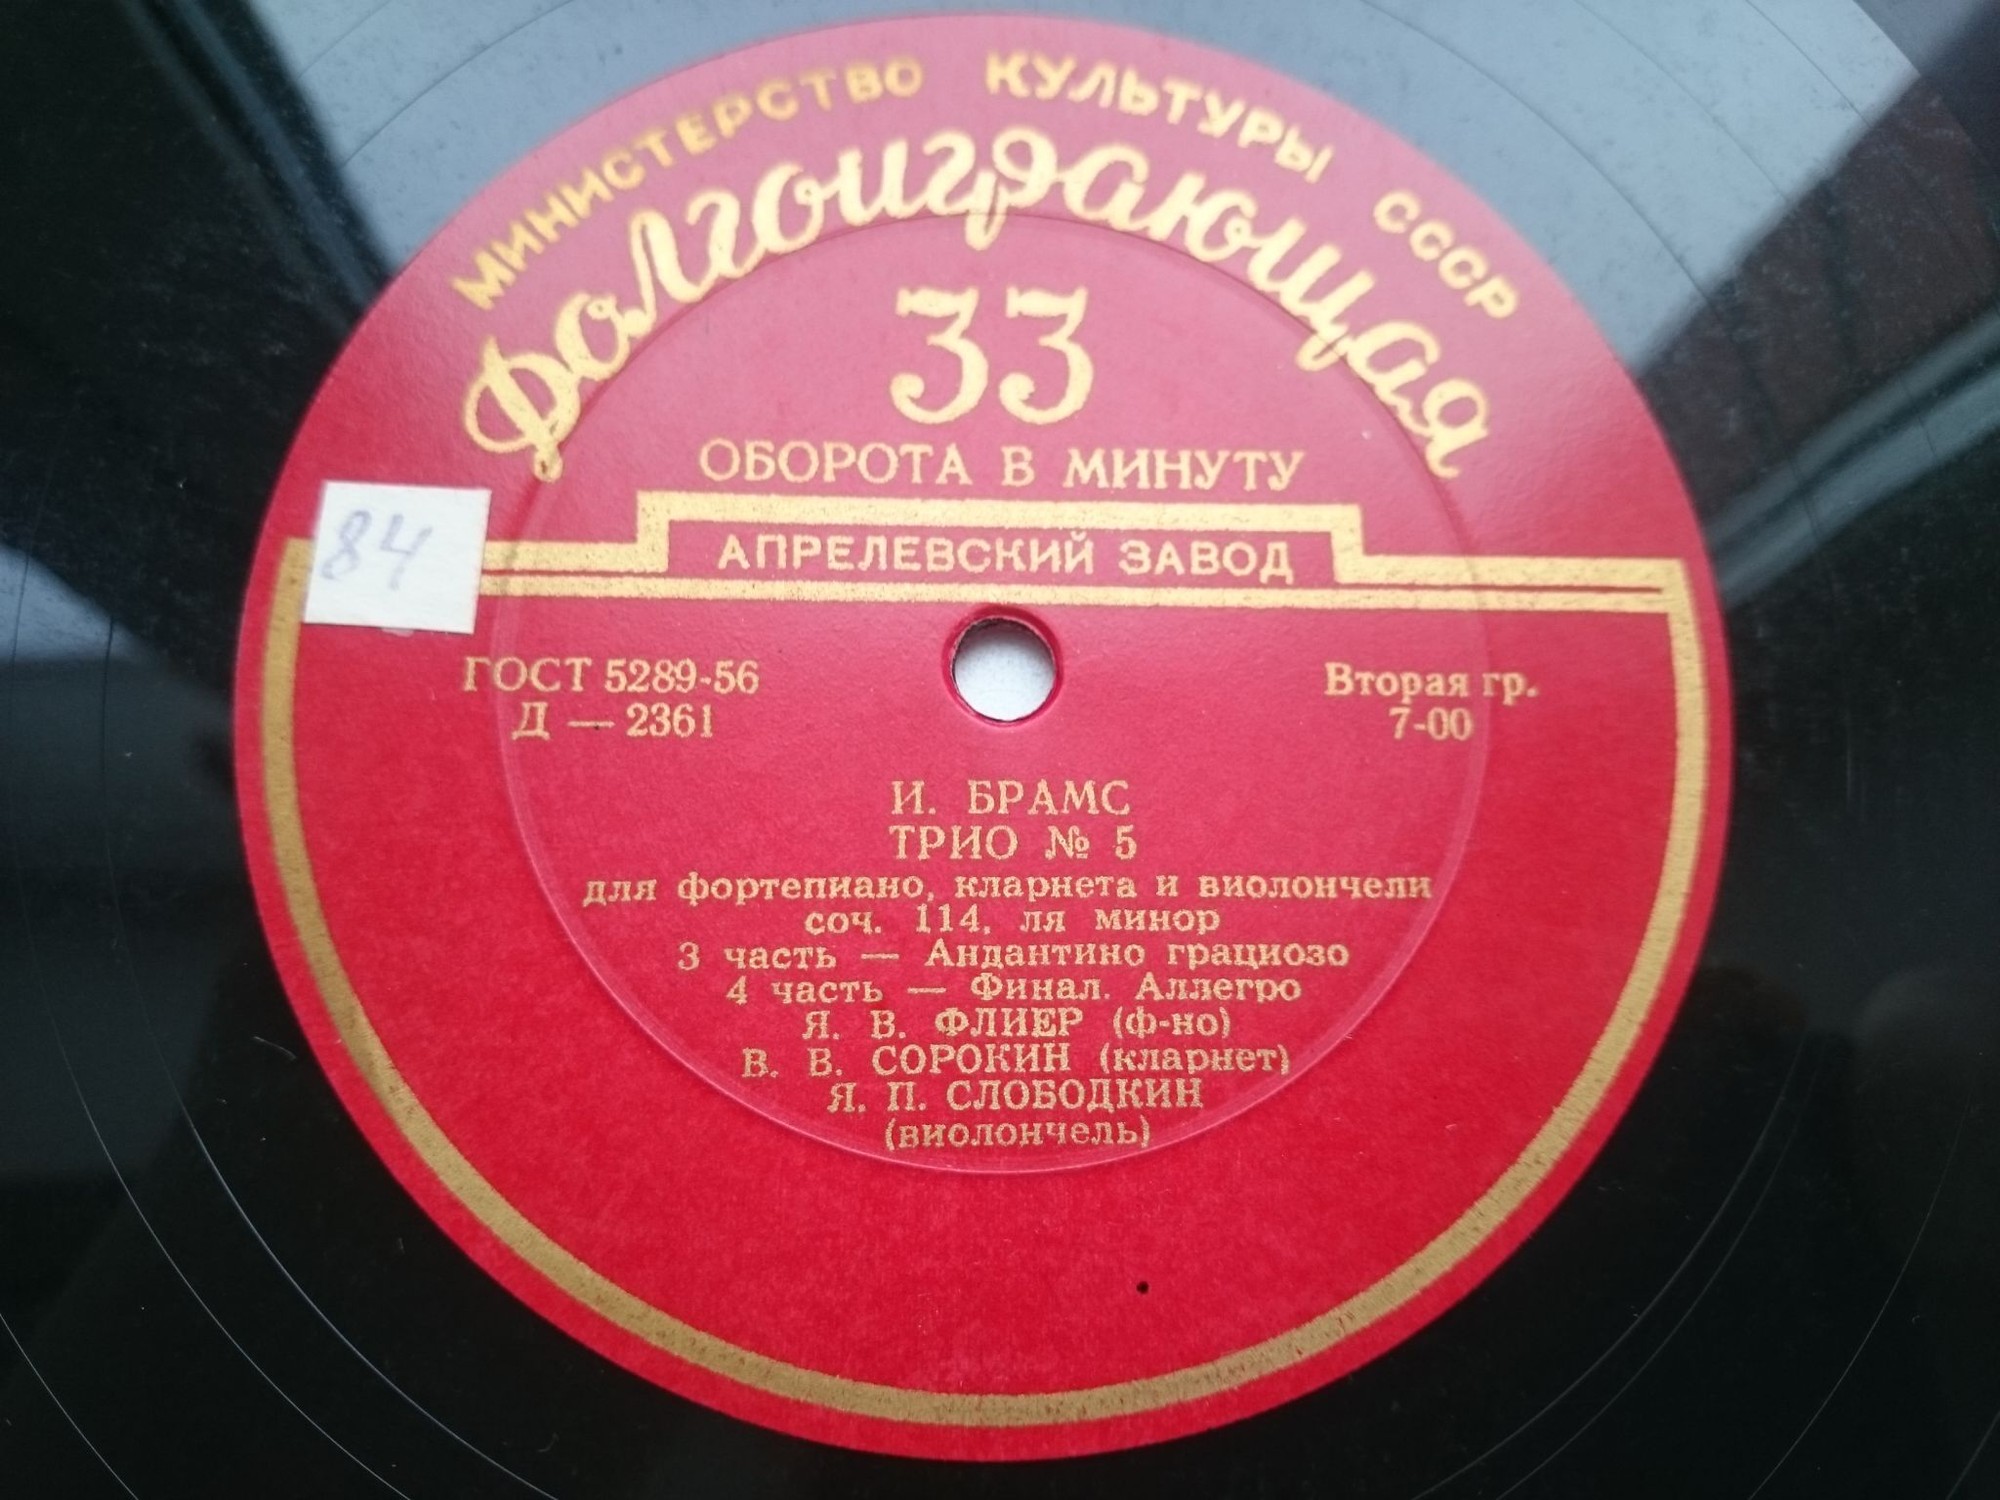 МИНИСТЕРСТВО КУЛЬТУРЫ СССР
Долгоиграющая
33
ОБОРОТА В МИНУТУ
АПРЕЛЕВСКИЙ ЗАВОД
84
ГОСТ 5289-56
Д — 2361
Вторая гр.
7-00
И. БРАМС
ТРИО № 5
для фортепиано, кларнета и виолончели
соч. 114, ля минор
3 часть — Андантино грациозо
4 часть — Финал. Аллегро
Я. В. ФЛИЕР (ф-но)
В. В. СОРОКИН (кларнет)
Я. П. СЛОБОДКИН
(виолончель)